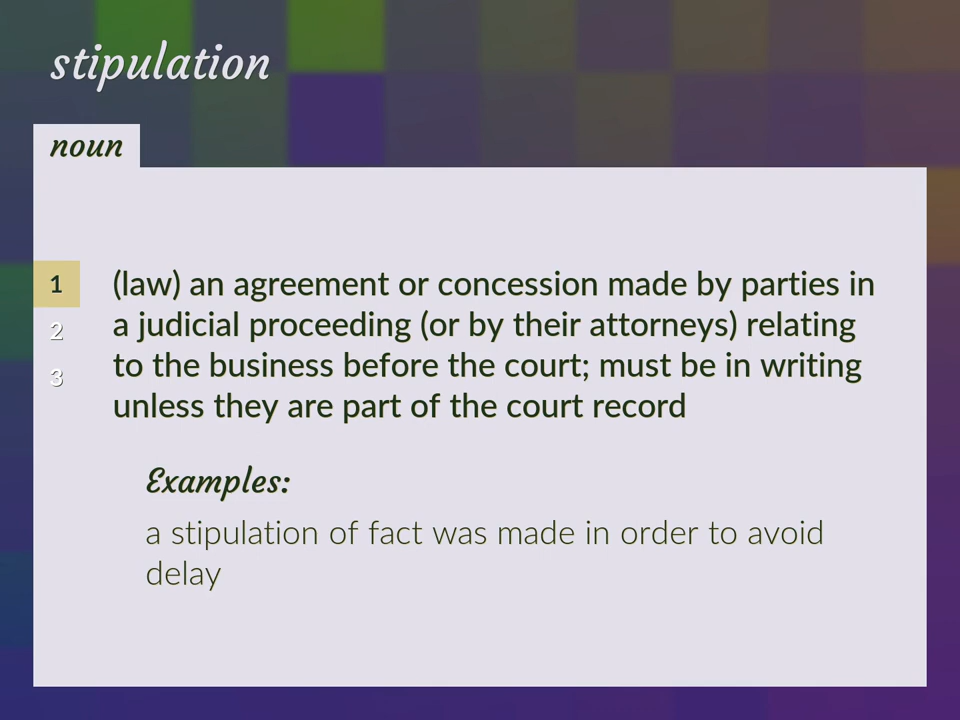 stipulation
noun
1
2
3
(law) an agreement or concession made by parties in
a judicial proceeding (or by their attorneys) relating
to the business before the court; must be in writing
unless they are part of the court record
Examples:
a stipulation of fact was made in order to avoid
delay